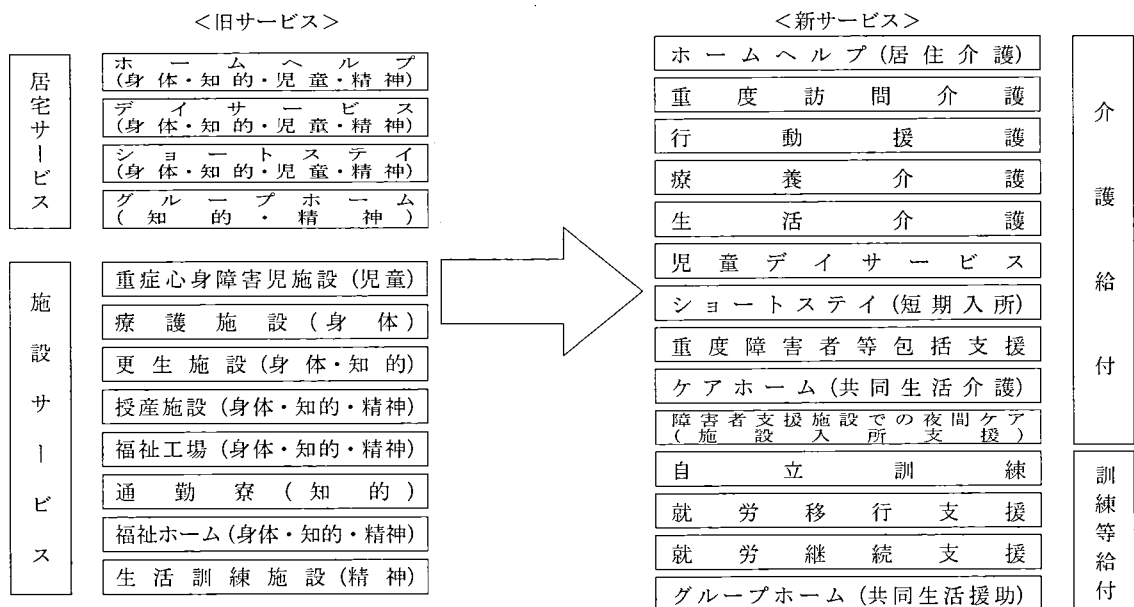 <旧サービス>
居宅サービス
ホームヘルプ
(身体・知的・児童・精神)
デイサービス
(身体・知的・児童・精神)
ショートステイ
(身体・知的・児童・精神)
グループホーム
(知的・精神)
施設サービス
重症心身障害児施設 (児童)
療護施設 (身体)
更生施設 (身体・知的)
授産施設 (身体・知的・精神)
福祉工場 (身体・知的・精神)
通勤寮 (知的)
福祉ホーム (身体・知的・精神)
生活訓練施設 (精神)
<新サービス>
ホームヘルプ (居住介護)
重度訪問介護
行動援護
療養介護
生活介護
児童デイサービス
ショートステイ (短期入所)
重度障害者等包括支援
ケアホーム (共同生活介護)
障害者支援施設での夜間ケア
(施設入所支援)
介護給付
自立訓練
就労移行支援
就労継続支援
グループホーム (共同生活援助)
訓練等給付